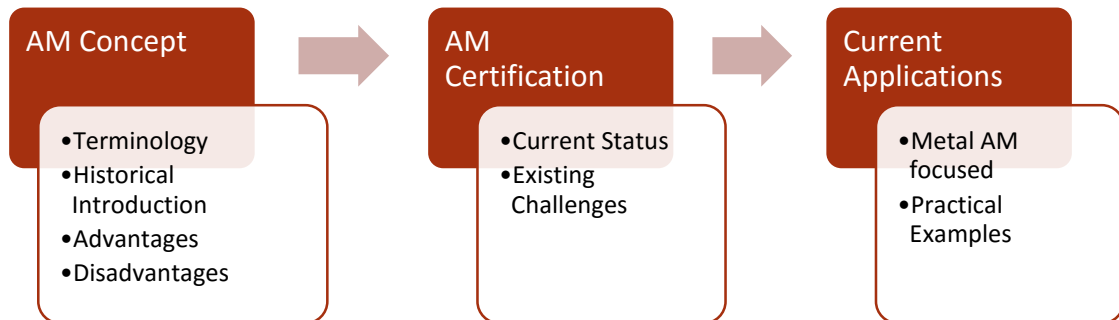 AM Concept
•Terminology
•Historical
Introduction
•Advantages
•Disadvantages
AM
Certification
•Current Status
•Existing
Challenges
Current
Applications
•Metal AM
focused
•Practical
Examples